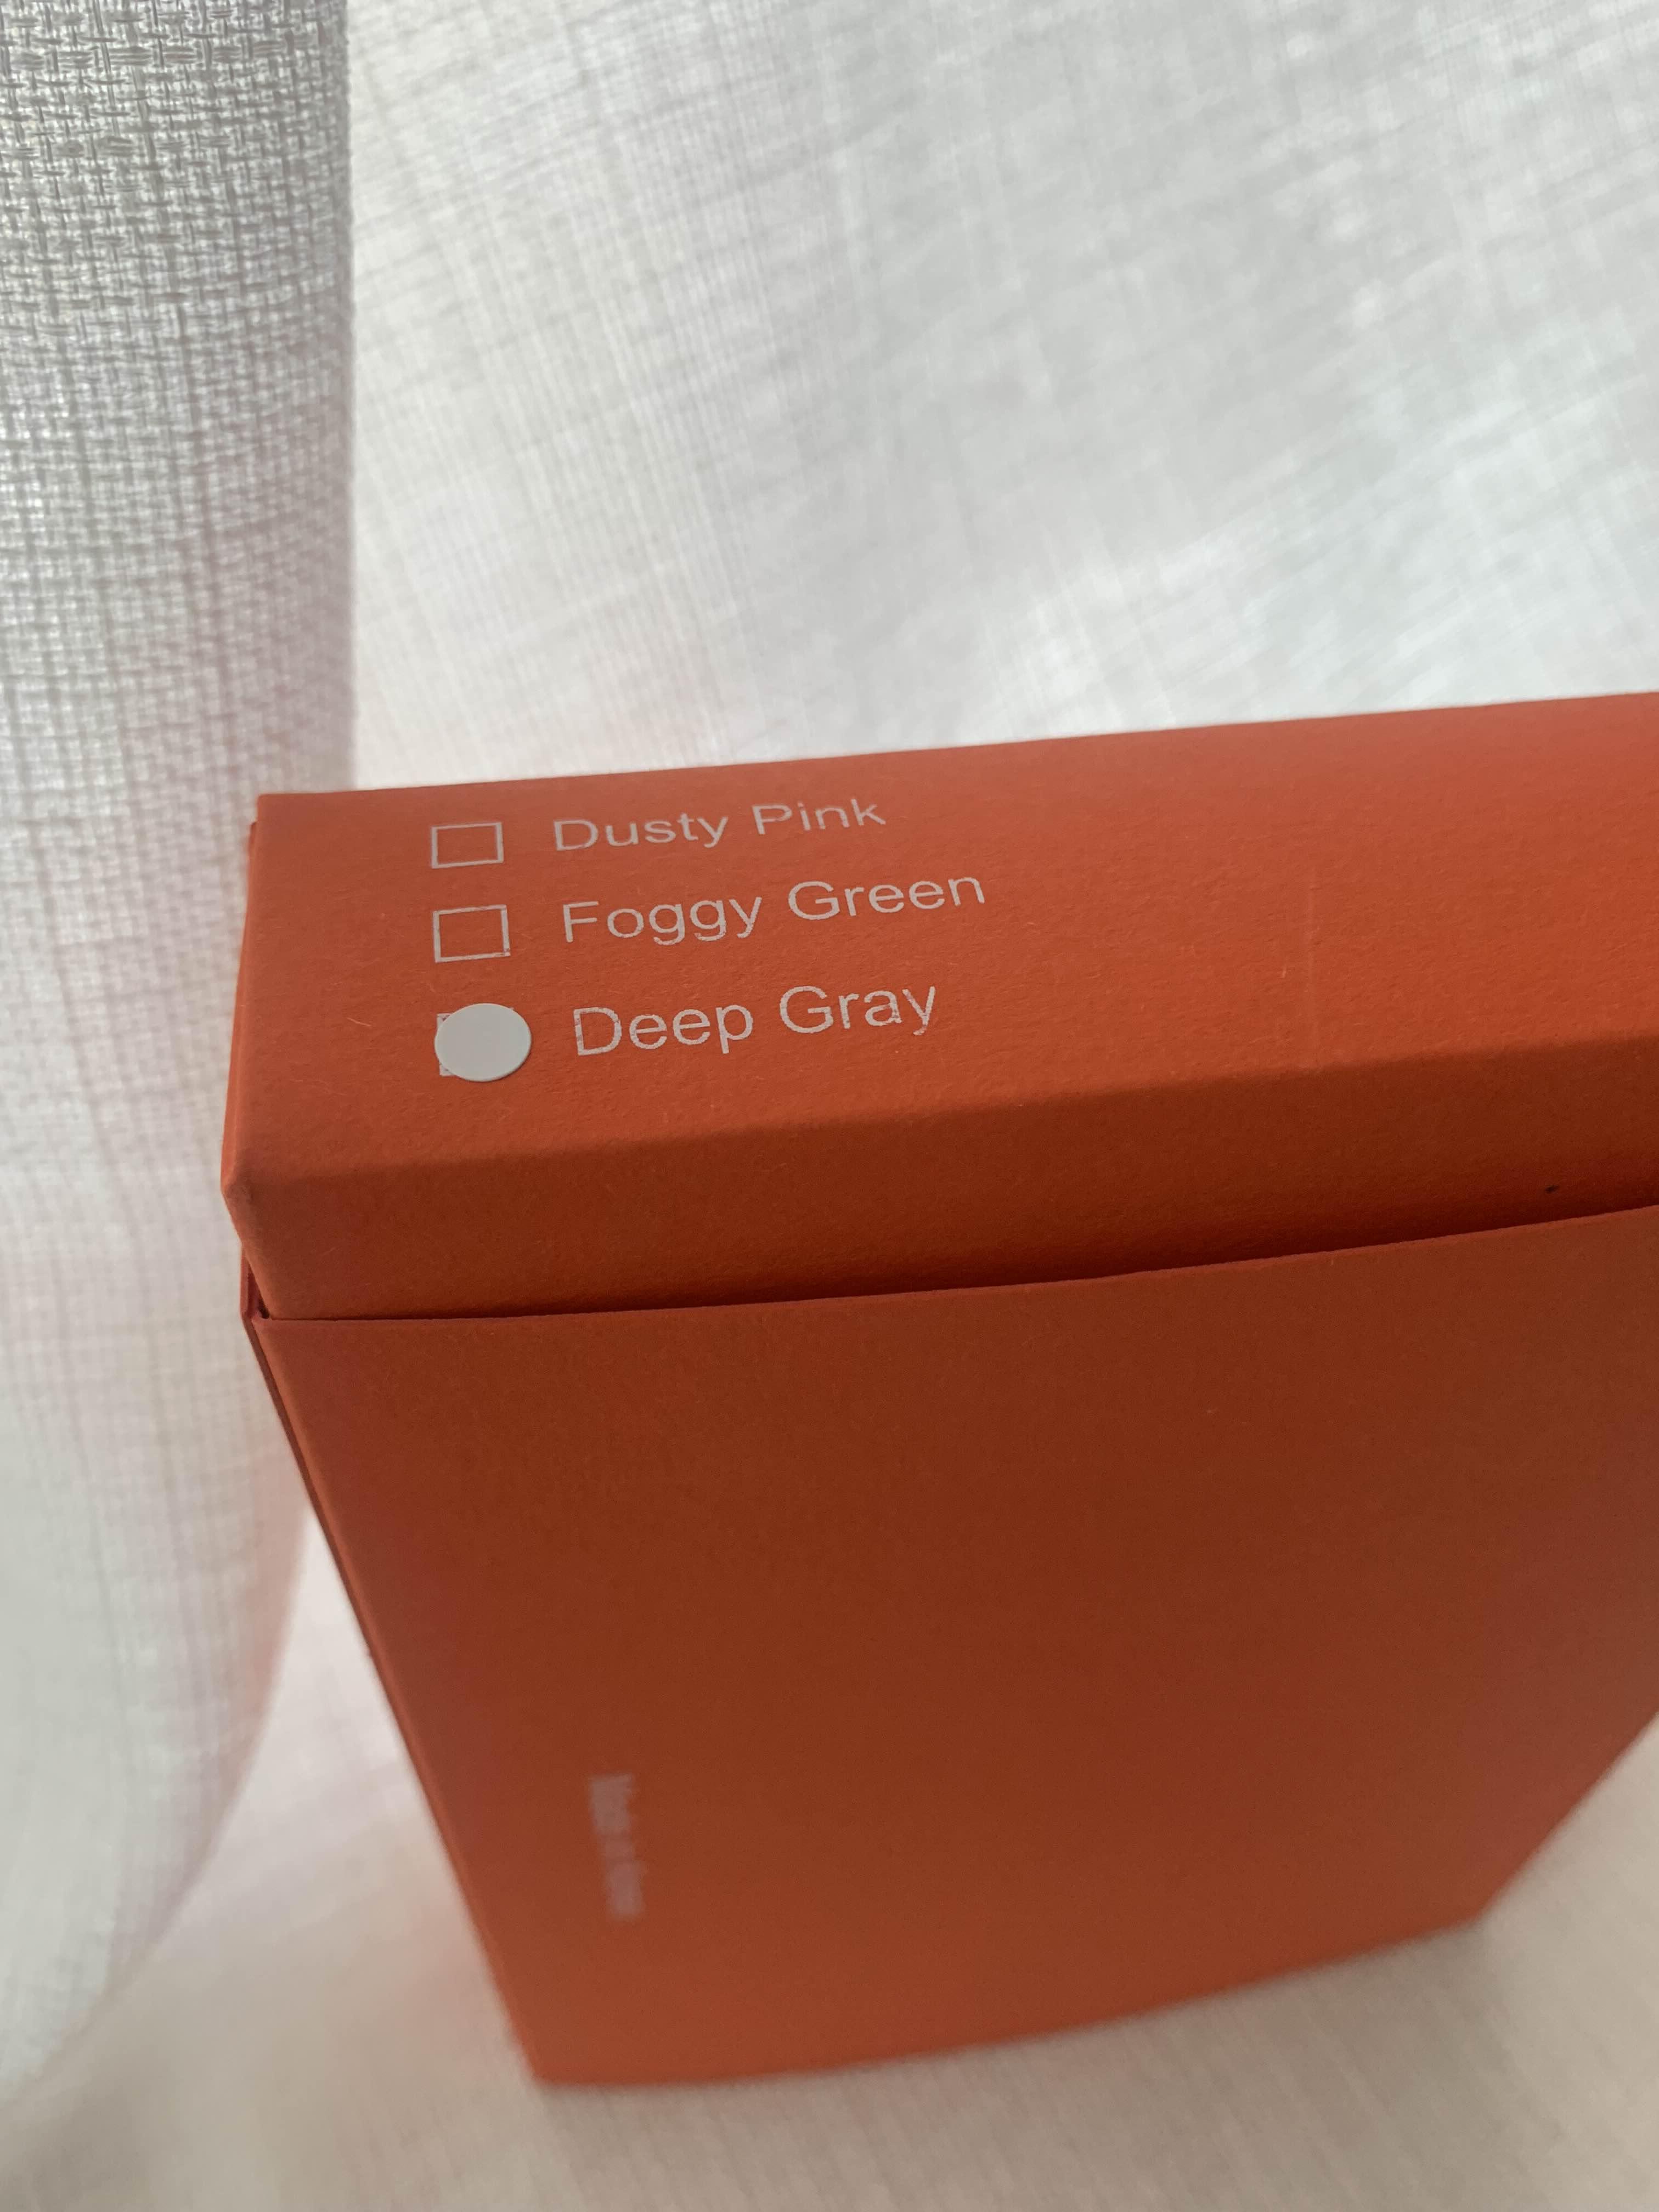 Dusty Pink
Foggy Green
Deep Gray